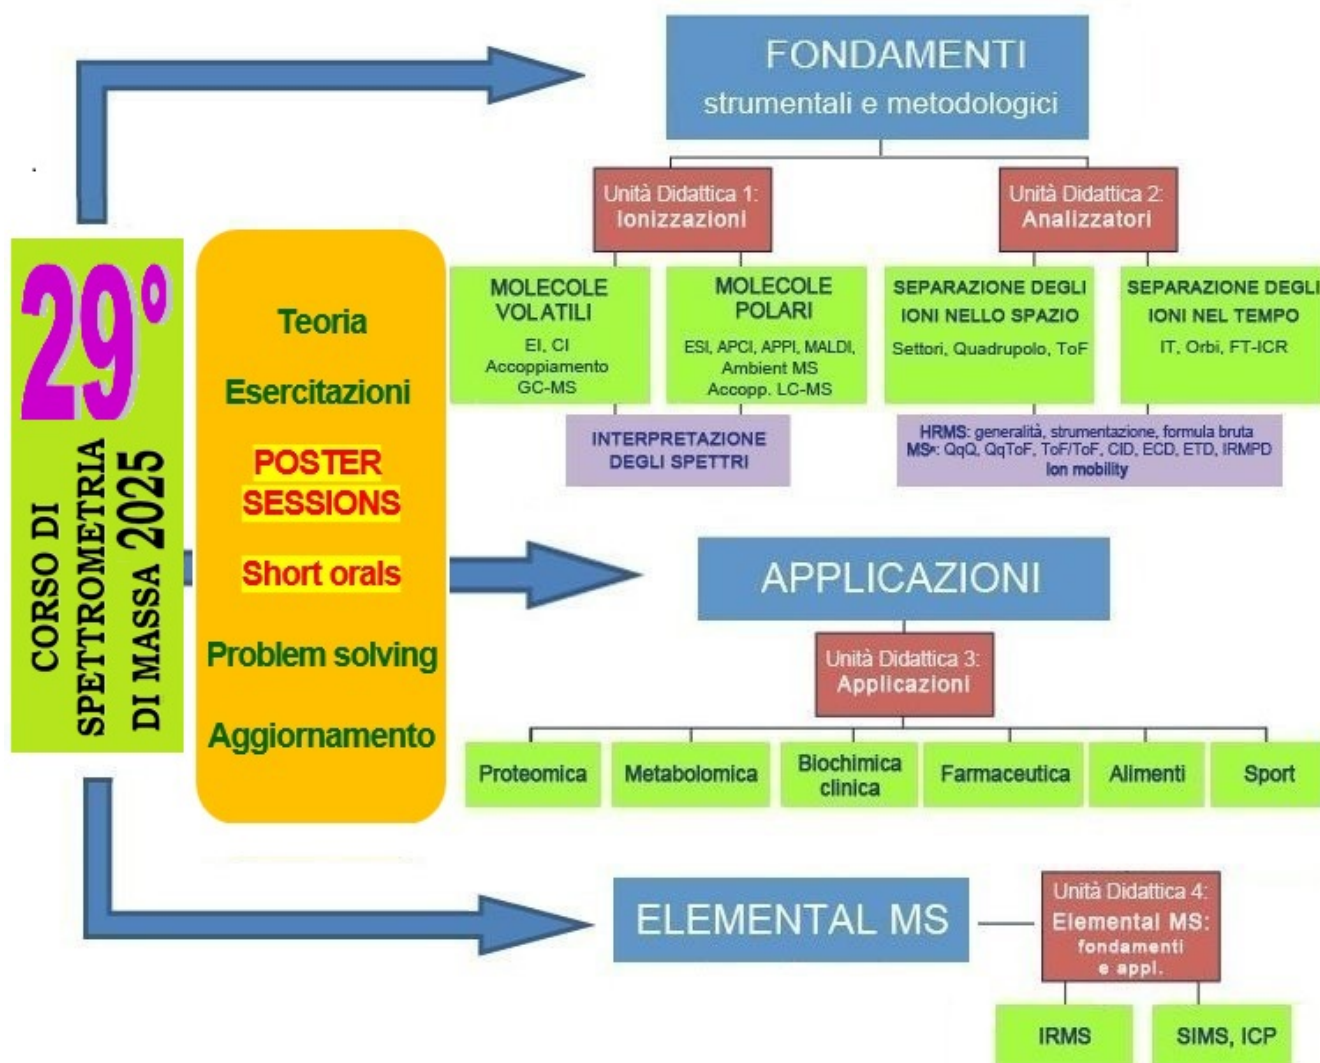 29°
CORSO DI
SPETTROMETRIA
DI MASSA 2025
Teoria
Esercitazioni
POSTER
SESSIONS
Short orals
Problem solving
Aggiornamento
FONDAMENTI
strumentali e metodologici
Unità Didattica 1:
Ionizzazioni
MOLECOLE
VOLATILI
EI, CI
Accoppiamento
GC-MS
MOLECOLE
POLARI
ESI, APCI, APPI, MALDI,
Ambient MS
Accopp. LC-MS
INTERPRETAZIONE
DEGLI SPETTRI
Unità Didattica 2:
Analizzatori
SEPARAZIONE DEGLI
IONI NELLO SPAZIO
Settori, Quadrupolo, ToF
SEPARAZIONE DEGLI
IONI NEL TEMPO
IT, Orbi, FT-ICR
HRMS: generalità, strumentazione, formula bruta
MSⁿ: QqQ, QqToF, ToF/ToF, CID, ECD, ETD, IRMPD
Ion mobility
APPLICAZIONI
Unità Didattica 3:
Applicazioni
Proteomica
Metabolomica
Biochimica
clinica
Farmaceutica
Alimenti
Sport
ELEMENTAL MS
Unità Didattica 4:
Elemental MS:
fondamenti
e appl.
IRMS
SIMS, ICP